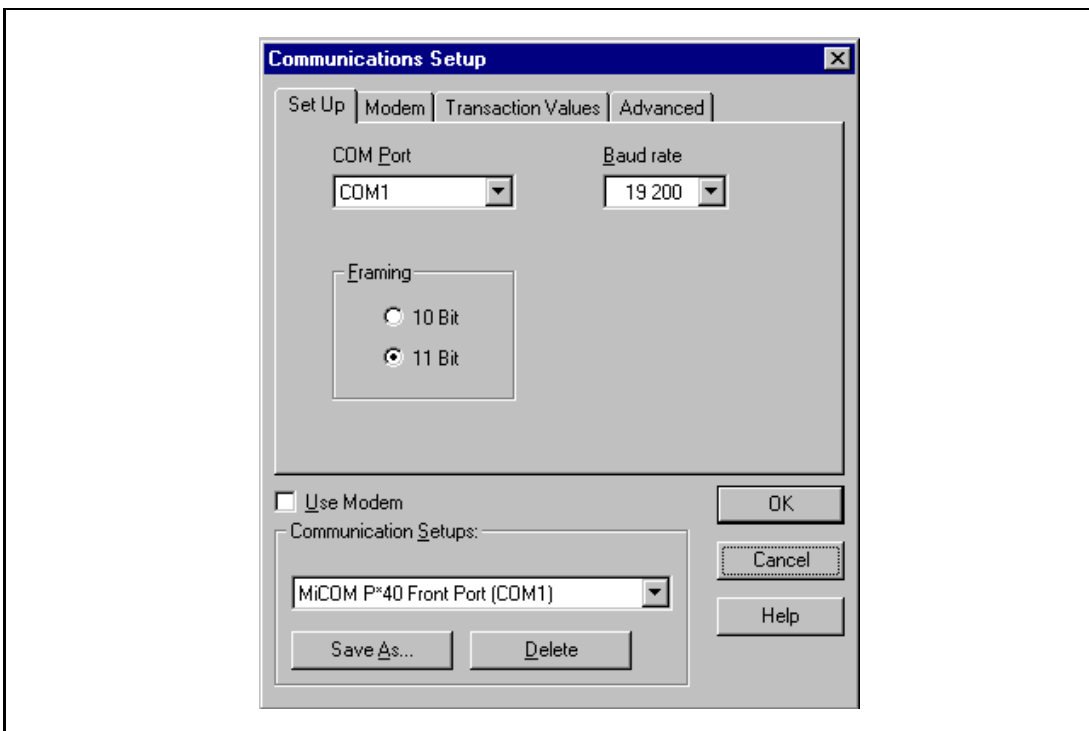 Communications Setup
Set Up
Modem
Transaction Values
Advanced
COM Port
Baud rate
COM1
19 200
Framing
10 Bit
11 Bit
Use Modem
OK
Communication Setups:
Cancel
MiCOM P*40 Front Port (COM1)
Help
Save As...
Delete